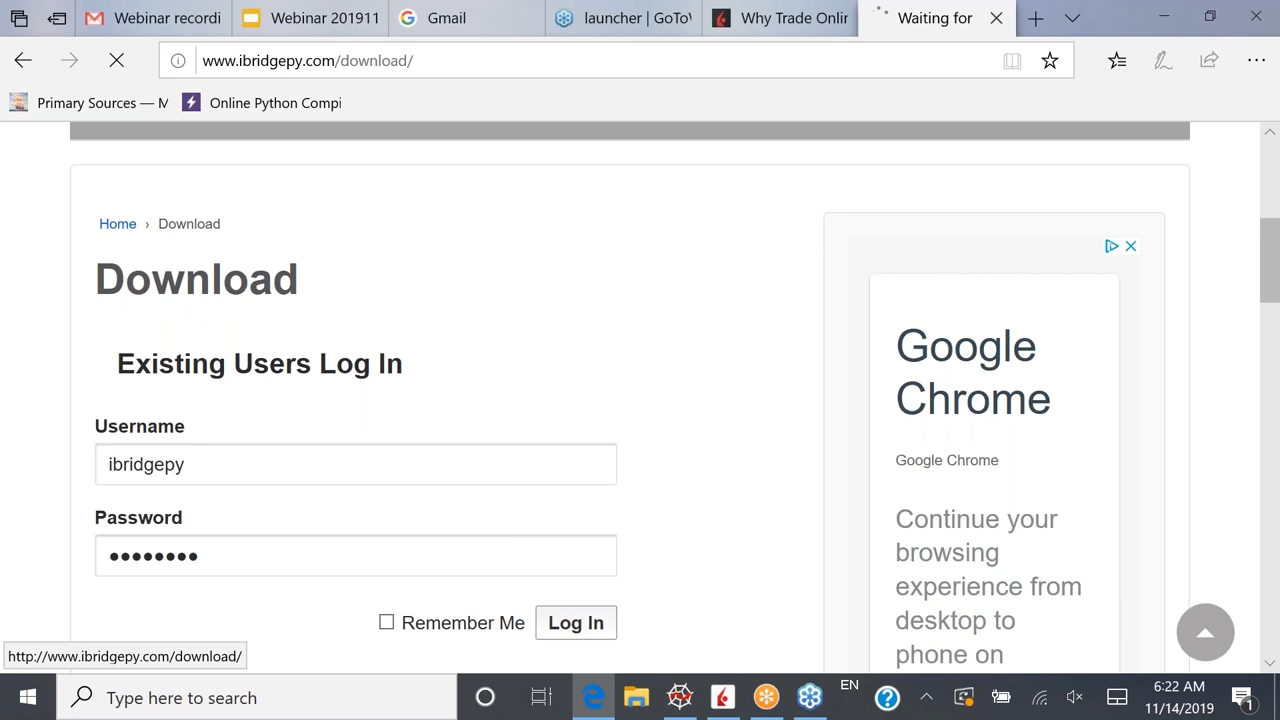 Webinar recordi
Webinar 201911
Gmail
launcher | GoToW
Why Trade Onlin
Waiting for
www.ibridgepy.com/download/
Primary Sources — M
Online Python Compi
Home › Download
Download
Existing Users Log In
Username
ibridgepy
Password
Remember Me
Log In
Google
Chrome
Google Chrome
Continue your
browsing
experience from
desktop to
phone on
http://www.ibridgepy.com/download/
Type here to search
EN
6:22 AM
11/14/2019
1